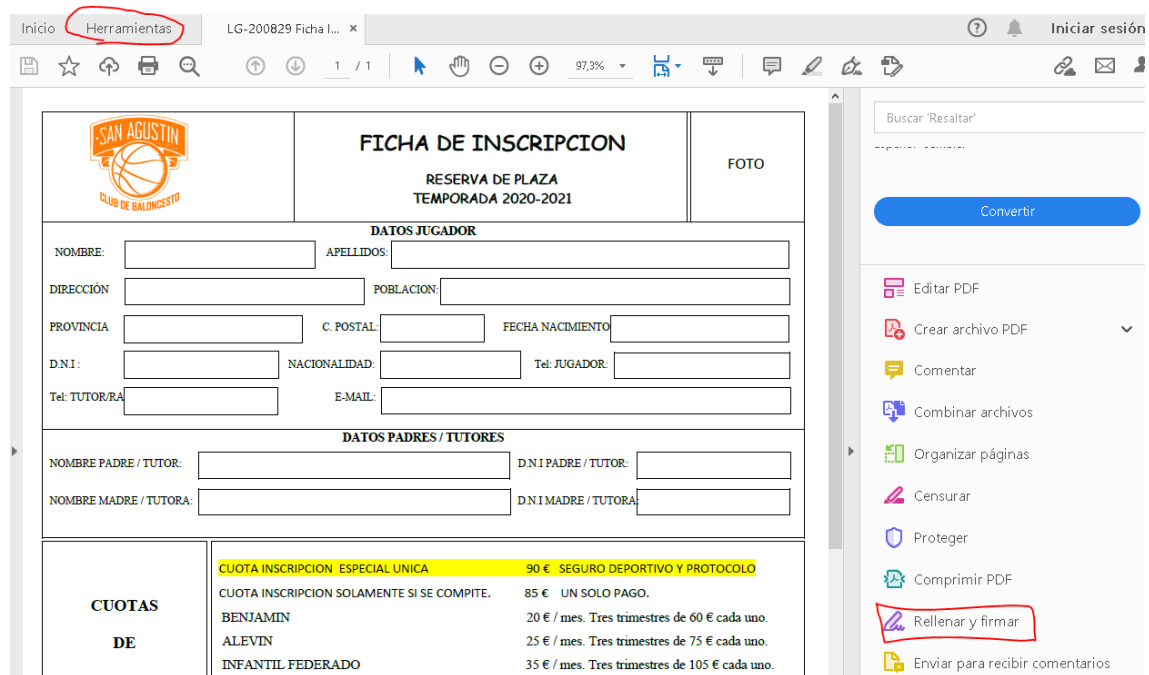 Inicio Herramientas LG-200829 Ficha I... × ? Iniciar sesión
1 / 1 97,3%
Buscar 'Resaltar'
·SAN AGUSTIN
CLUB DE BALONCESTO
FICHA DE INSCRIPCION
RESERVA DE PLAZA
TEMPORADA 2020-2021
FOTO
DATOS JUGADOR
NOMBRE: APELLIDOS:
DIRECCIÓN POBLACION:
PROVINCIA C. POSTAL: FECHA NACIMIENTO
D.N.I : NACIONALIDAD: Tel: JUGADOR:
Tel: TUTOR/RA E-MAIL:
DATOS PADRES / TUTORES
NOMBRE PADRE / TUTOR: D.N.I PADRE / TUTOR:
NOMBRE MADRE / TUTORA: D.N.I MADRE / TUTORA:
CUOTAS
DE
CUOTA INSCRIPCION ESPECIAL UNICA 90 € SEGURO DEPORTIVO Y PROTOCOLO
CUOTA INSCRIPCION SOLAMENTE SI SE COMPITE. 85 € UN SOLO PAGO.
BENJAMIN 20 € / mes. Tres trimestres de 60 € cada uno.
ALEVIN 25 € / mes. Tres trimestres de 75 € cada uno.
INFANTIL FEDERADO 35 € / mes. Tres trimestres de 105 € cada uno.
Convertir
Editar PDF
Crear archivo PDF
Comentar
Combinar archivos
Organizar páginas
Censurar
Proteger
Comprimir PDF
Rellenar y firmar
Enviar para recibir comentarios